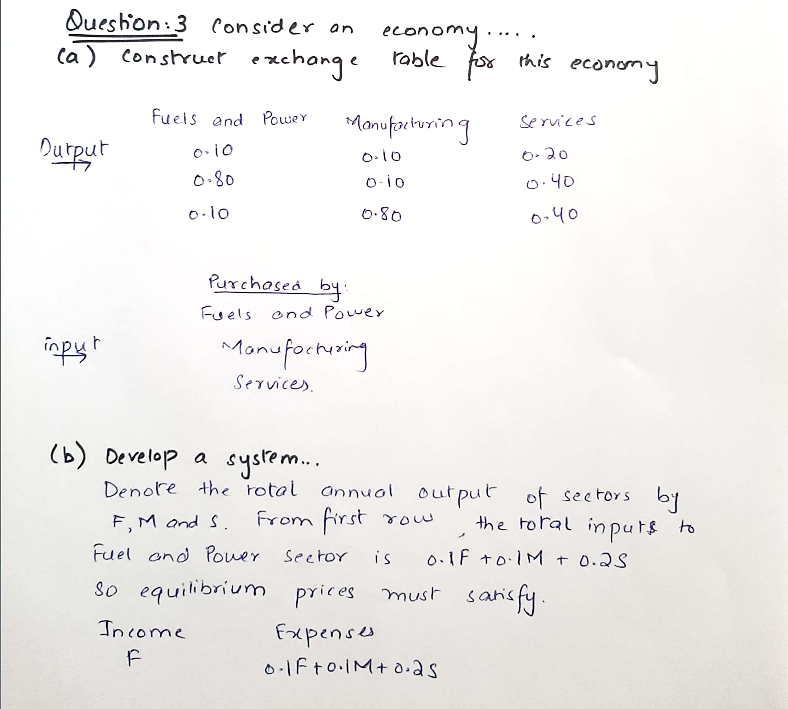 Question: 3 Consider an economy.....
(a) Construct exchange table for this economy
Fuels and Power Manufacturing Services
Output 0.10 0.10 0.20
0.80 0.10 0.40
0.10 0.80 0.40
Purchased by:
Fuels and Power
input Manufacturing
Services.
(b) Develop a system...
Denote the total annual output of sectors by
F, M and S. From first row, the total inputs to
Fuel and Power Sector is 0.1F + 0.1M + 0.2S
So equilibrium prices must satisfy.
Income Expenses
F 0.1F + 0.1M + 0.2S